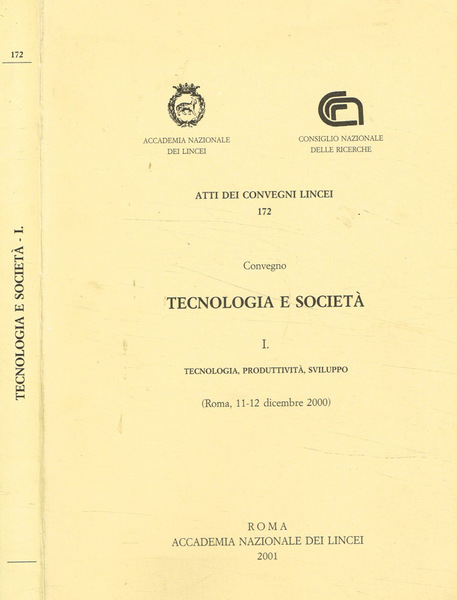 172
TECNOLOGIA E SOCIETÀ - I.
ACCADEMIA NAZIONALE
DEI LINCEI
CONSIGLIO NAZIONALE
DELLE RICERCHE
ATTI DEI CONVEGNI LINCEI
172
Convegno
TECNOLOGIA E SOCIETÀ
I.
TECNOLOGIA, PRODUTTIVITÀ, SVILUPPO
(Roma, 11-12 dicembre 2000)
ROMA
ACCADEMIA NAZIONALE DEI LINCEI
2001